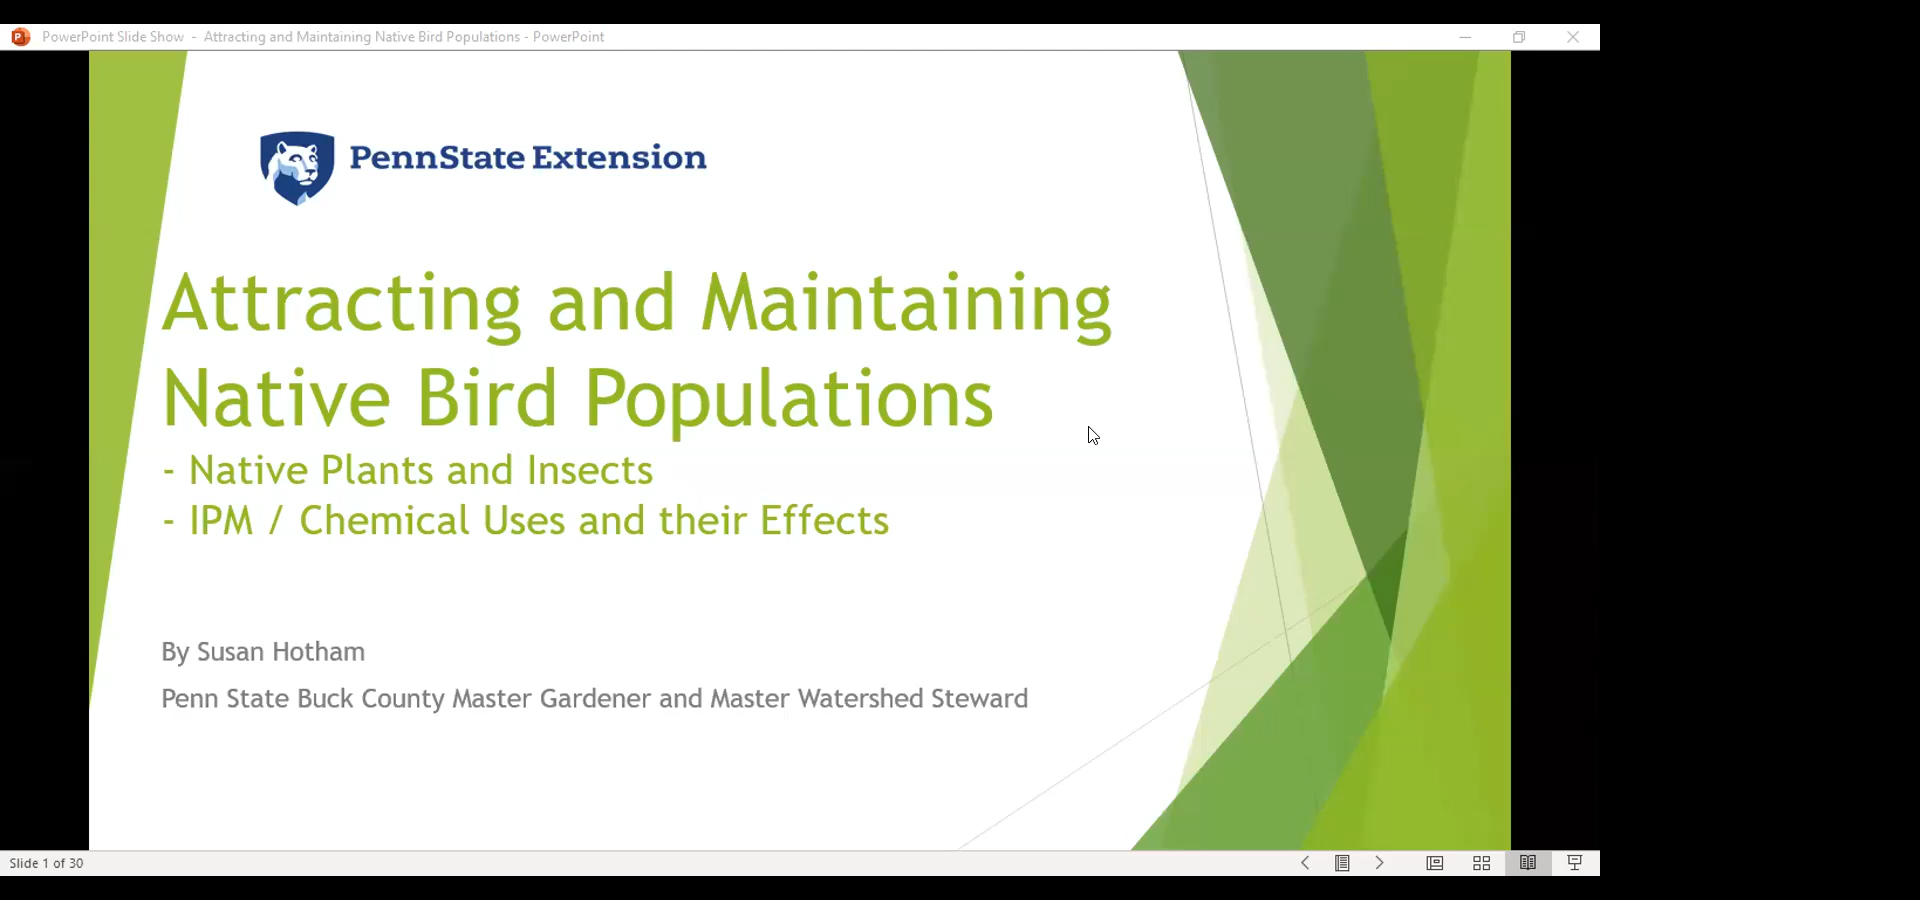 PowerPoint Slide Show - Attracting and Maintaining Native Bird Populations - PowerPoint
PennState Extension
Attracting and Maintaining
Native Bird Populations
- Native Plants and Insects
- IPM / Chemical Uses and their Effects
By Susan Hotham
Penn State Buck County Master Gardener and Master Watershed Steward
Slide 1 of 30